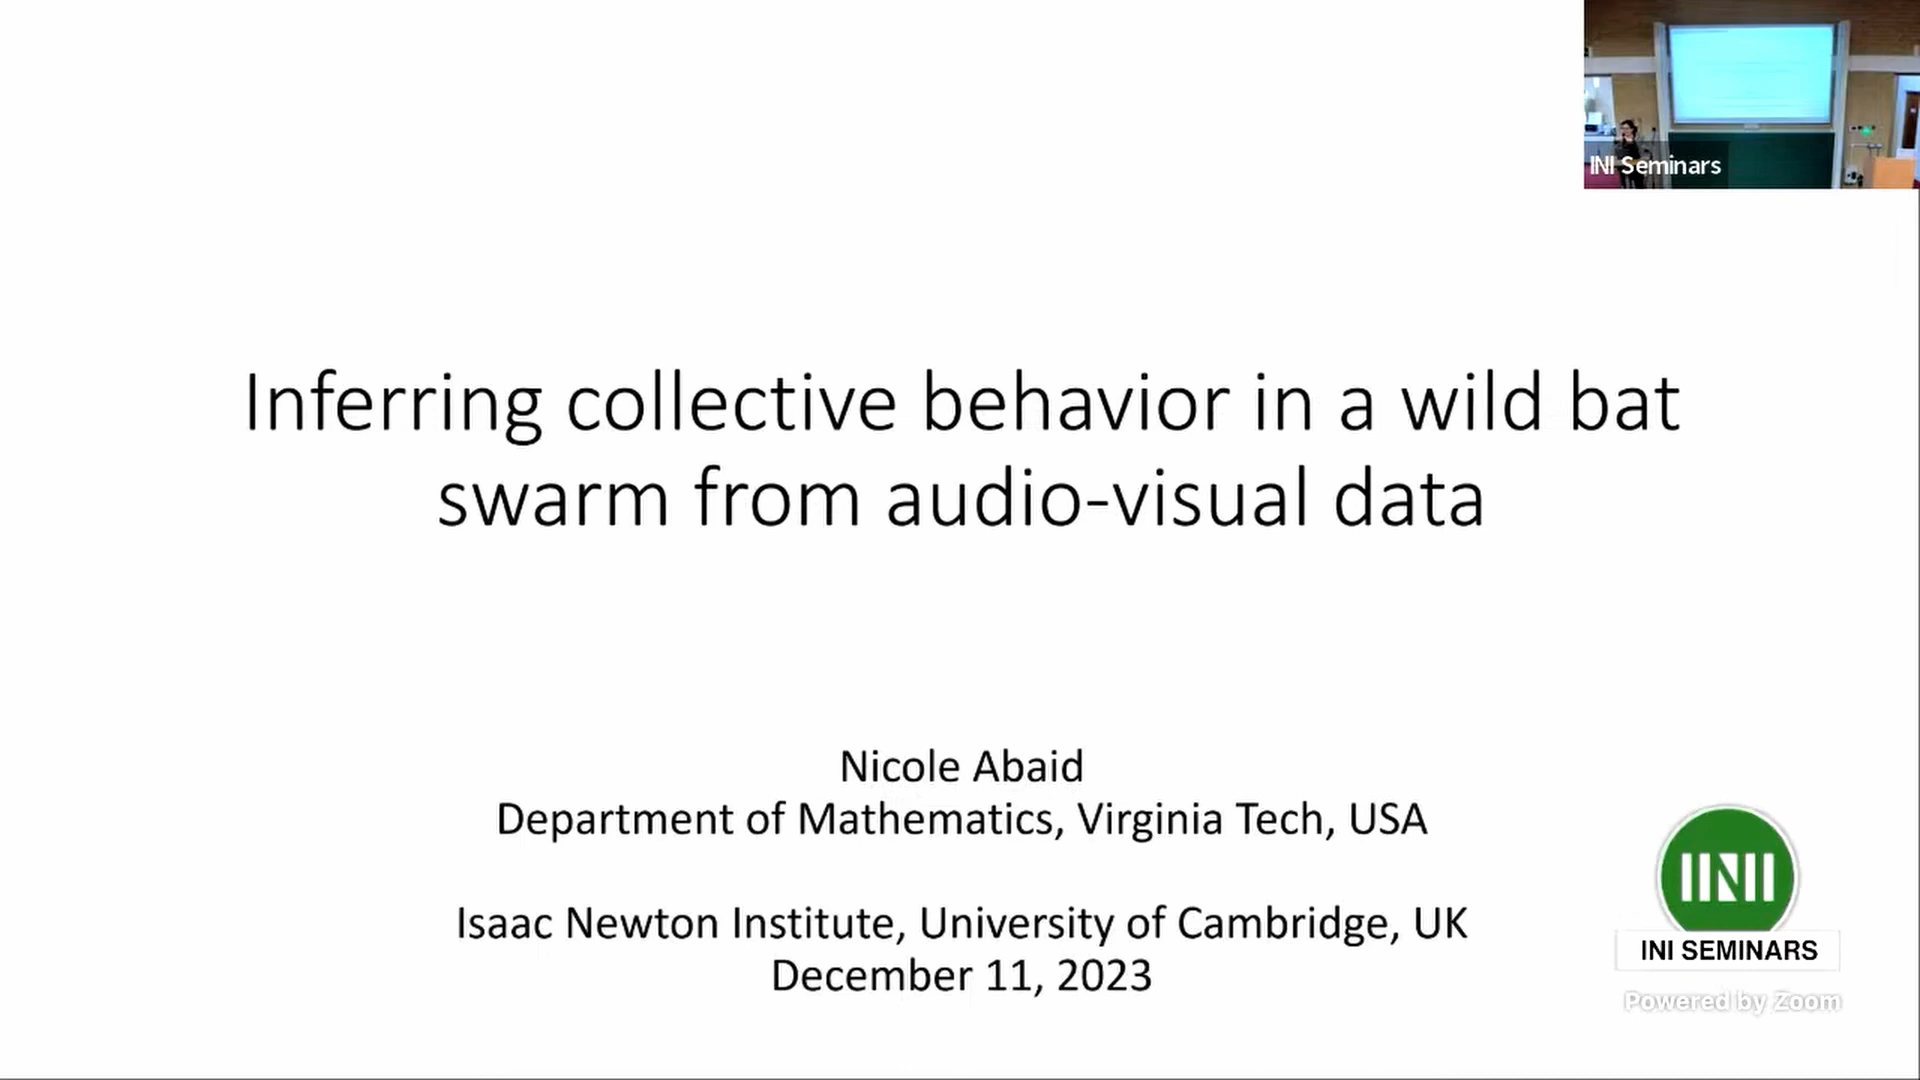 INI Seminars
Inferring collective behavior in a wild bat
swarm from audio-visual data
Nicole Abaid
Department of Mathematics, Virginia Tech, USA
Isaac Newton Institute, University of Cambridge, UK
December 11, 2023
INI
INI SEMINARS
Powered by Zoom